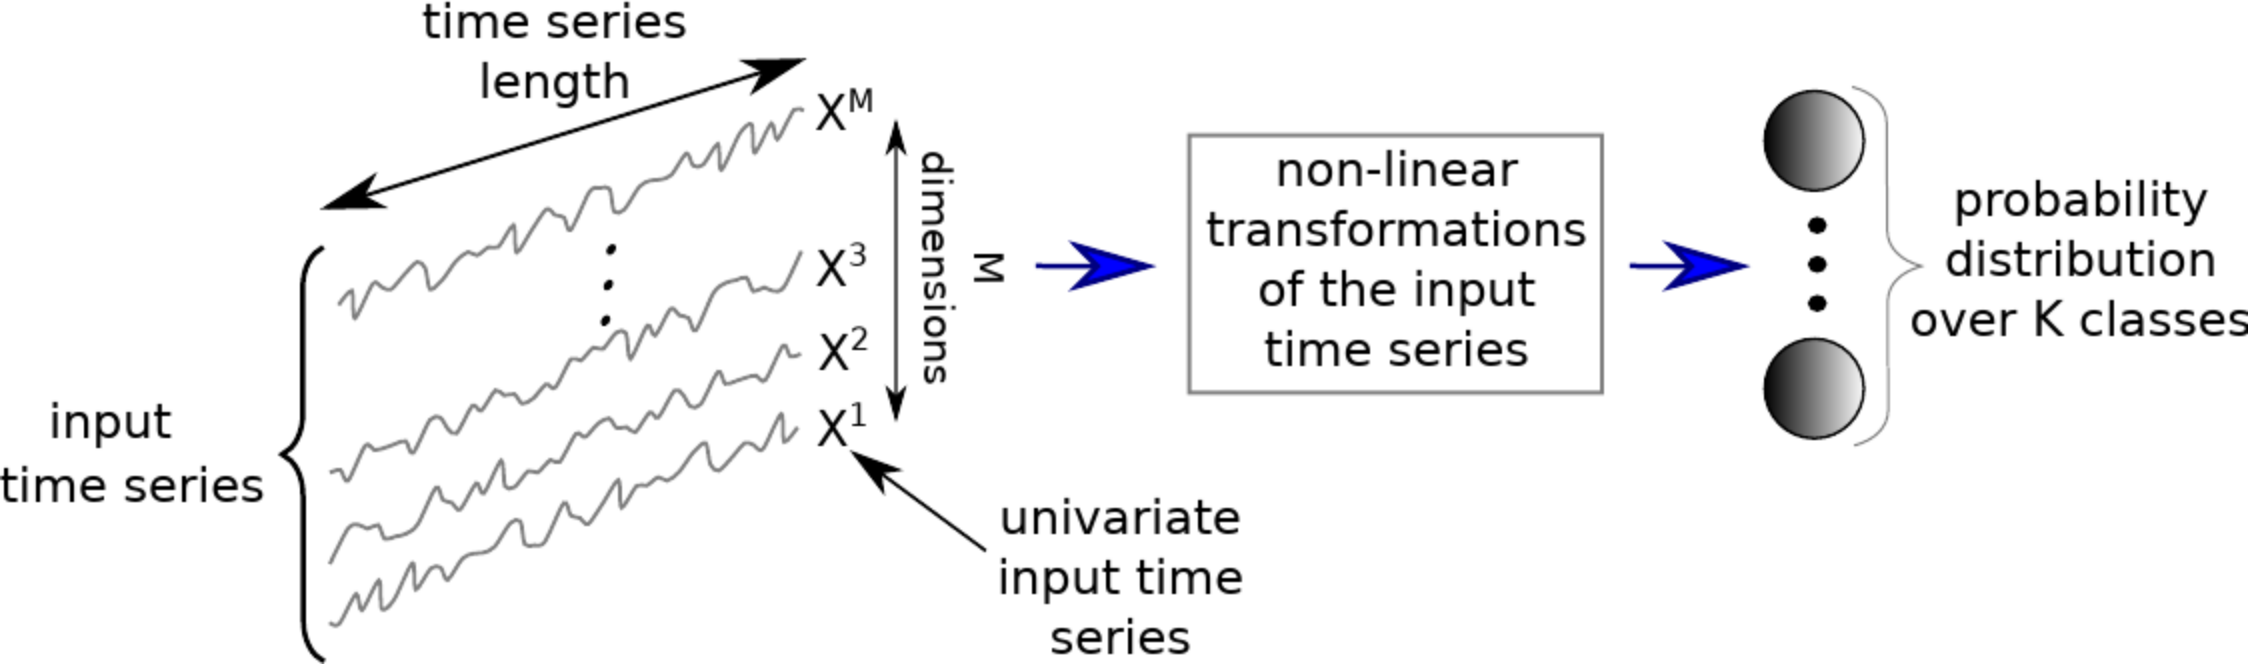 time series
length
X^M
X^3
X^2
X^1
dimensions
M
input
time series
univariate
input time
series
non-linear
transformations
of the input
time series
probability
distribution
over K classes